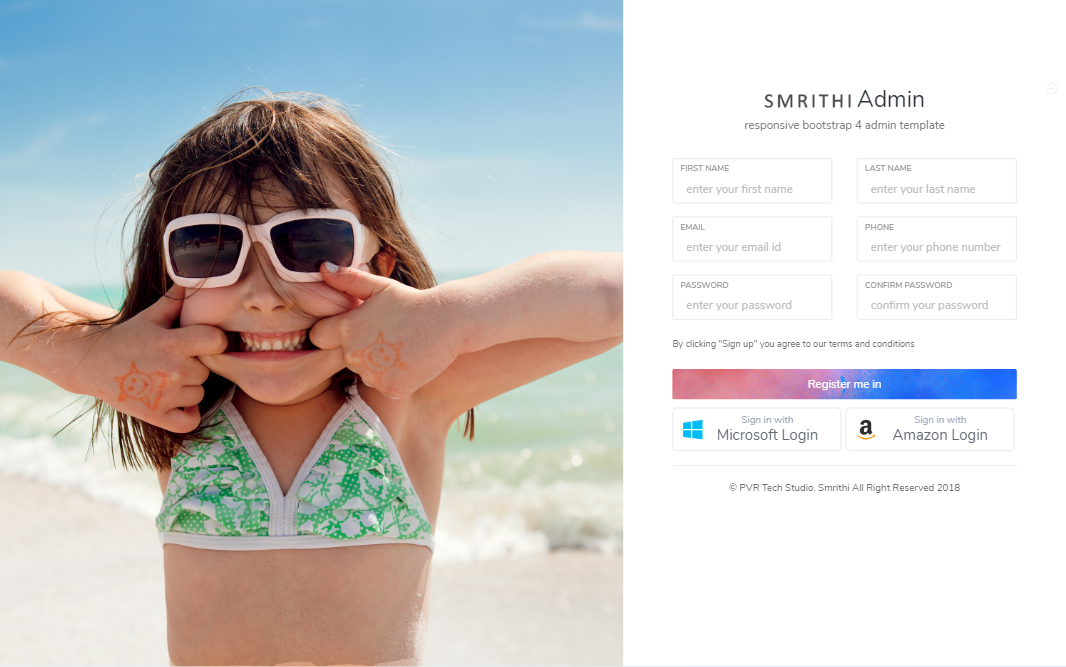 SMRITHI Admin
responsive bootstrap 4 admin template
FIRST NAME
enter your first name
LAST NAME
enter your last name
EMAIL
enter your email id
PHONE
enter your phone number
PASSWORD
enter your password
CONFIRM PASSWORD
confirm your password
By clicking "Sign up" you agree to our terms and conditions
Register me in
Sign in with
Microsoft Login
a
Sign in with
Amazon Login
© PVR Tech Studio. Smrithi All Right Reserved 2018